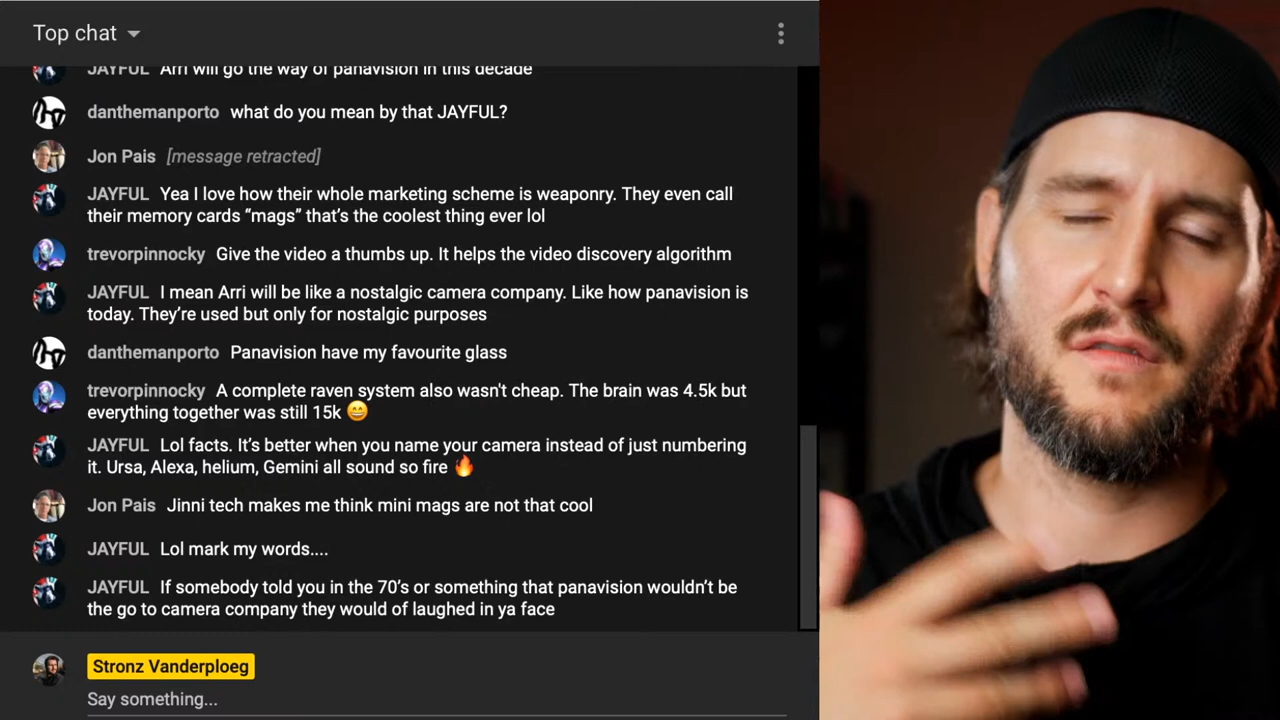 Top chat
JAYFUL Arri will go the way of panavision in this decade
danthemanporto what do you mean by that JAYFUL?
Jon Pais [message retracted]
JAYFUL Yea I love how their whole marketing scheme is weaponry. They even call
their memory cards “mags” that’s the coolest thing ever lol
trevorpinnocky Give the video a thumbs up. It helps the video discovery algorithm
JAYFUL I mean Arri will be like a nostalgic camera company. Like how panavision is
today. They’re used but only for nostalgic purposes
danthemanporto Panavision have my favourite glass
trevorpinnocky A complete raven system also wasn't cheap. The brain was 4.5k but
everything together was still 15k 😄
JAYFUL Lol facts. It’s better when you name your camera instead of just numbering
it. Ursa, Alexa, helium, Gemini all sound so fire 🔥
Jon Pais Jinni tech makes me think mini mags are not that cool
JAYFUL Lol mark my words....
JAYFUL If somebody told you in the 70’s or something that panavision wouldn’t be
the go to camera company they would of laughed in ya face
Stronz Vanderploeg
Say something...